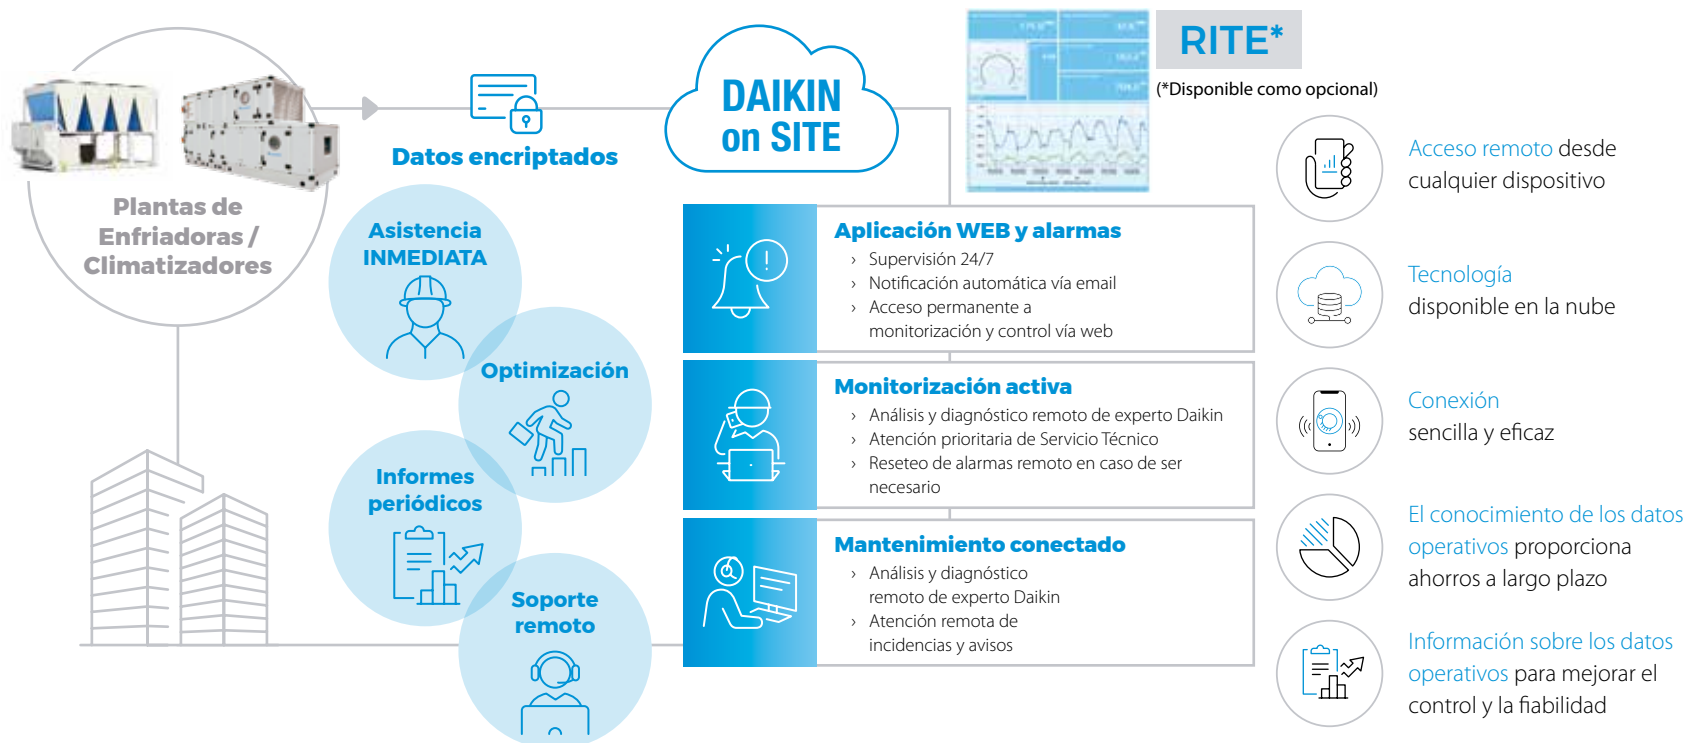 Plantas de
Enfriadoras /
Climatizadores
Datos encriptados
DAIKIN
on SITE
RITE*
(*Disponible como opcional)
Asistencia
INMEDIATA
Optimización
Informes
periódicos
Soporte
remoto
Aplicación WEB y alarmas
› Supervisión 24/7
› Notificación automática vía email
› Acceso permanente a
monitorización y control vía web
Monitorización activa
› Análisis y diagnóstico remoto de experto Daikin
› Atención prioritaria de Servicio Técnico
› Reseteo de alarmas remoto en caso de ser
necesario
Mantenimiento conectado
› Análisis y diagnóstico
remoto de experto Daikin
› Atención remota de
incidencias y avisos
Acceso remoto desde
cualquier dispositivo
Tecnología
disponible en la nube
Conexión
sencilla y eficaz
El conocimiento de los datos
operativos proporciona
ahorros a largo plazo
Información sobre los datos
operativos para mejorar el
control y la fiabilidad